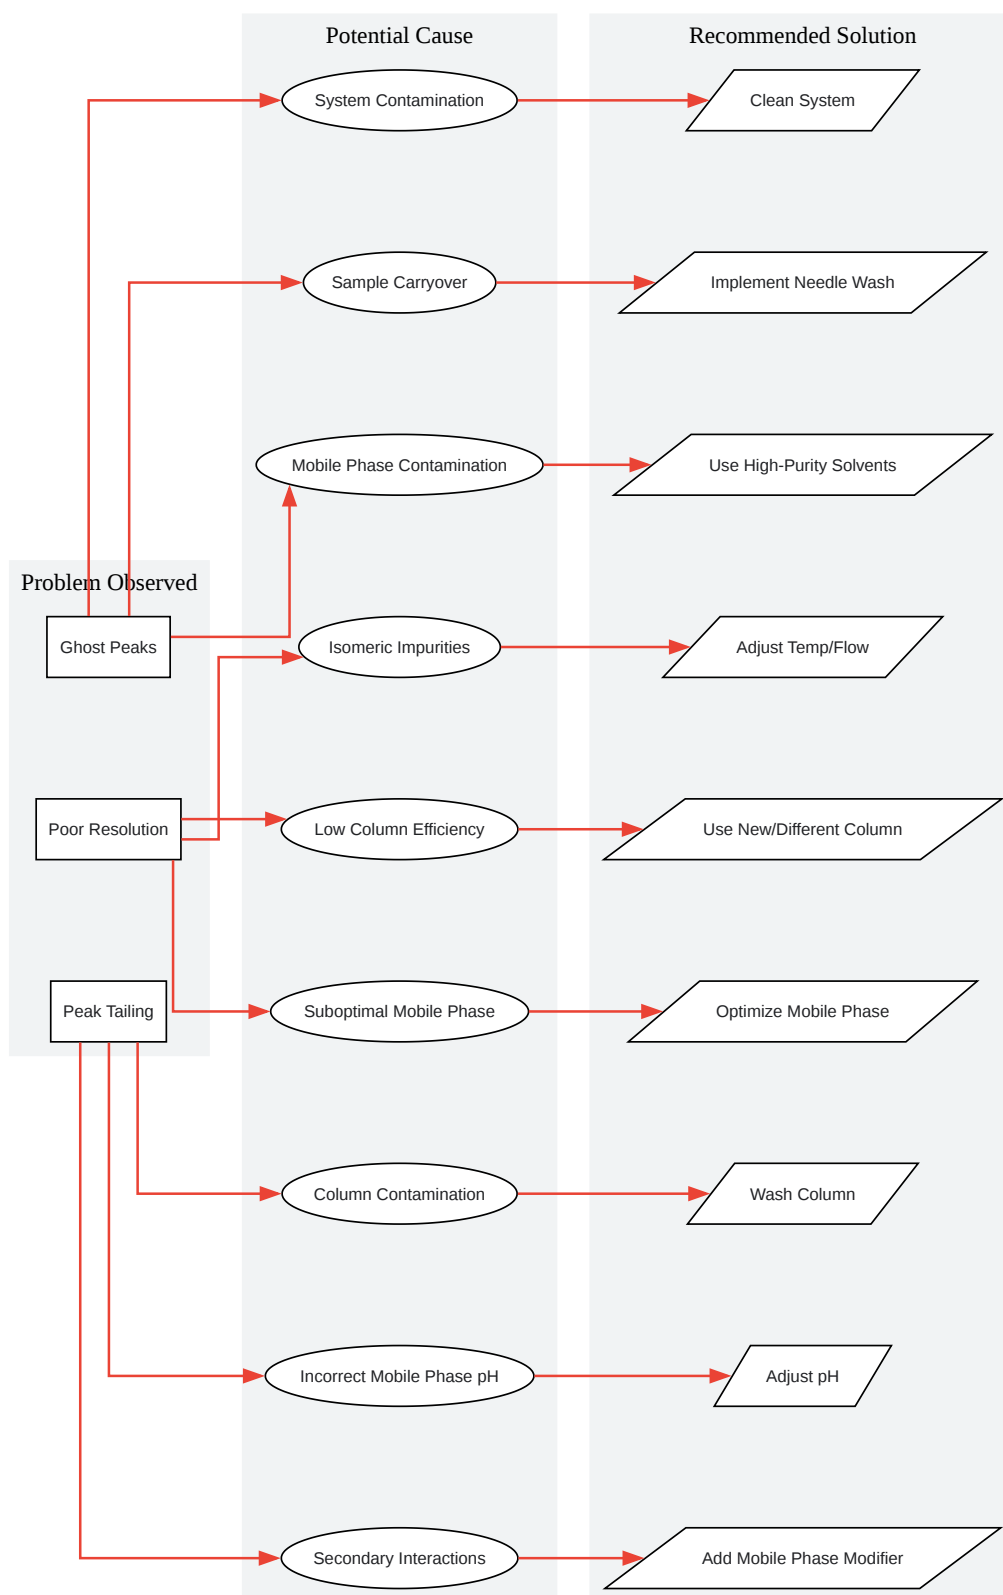 Potential Cause
Recommended Solution
System Contamination
Clean System
Sample Carryover
Implement Needle Wash
Mobile Phase Contamination
Use High-Purity Solvents
Problem Observed
Ghost Peaks
Isomeric Impurities
Adjust Temp/Flow
Poor Resolution
Low Column Efficiency
Use New/Different Column
Peak Tailing
Suboptimal Mobile Phase
Optimize Mobile Phase
Column Contamination
Wash Column
Incorrect Mobile Phase pH
Adjust pH
Secondary Interactions
Add Mobile Phase Modifier